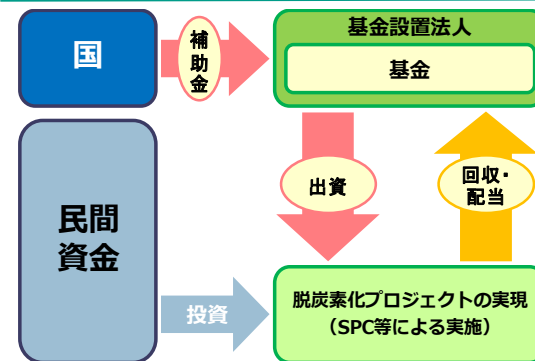 国
補助金
基金設置法人
基金
出資
回収・
配当
民間
資金
投資
脱炭素化プロジェクトの実現
（SPC等による実施）